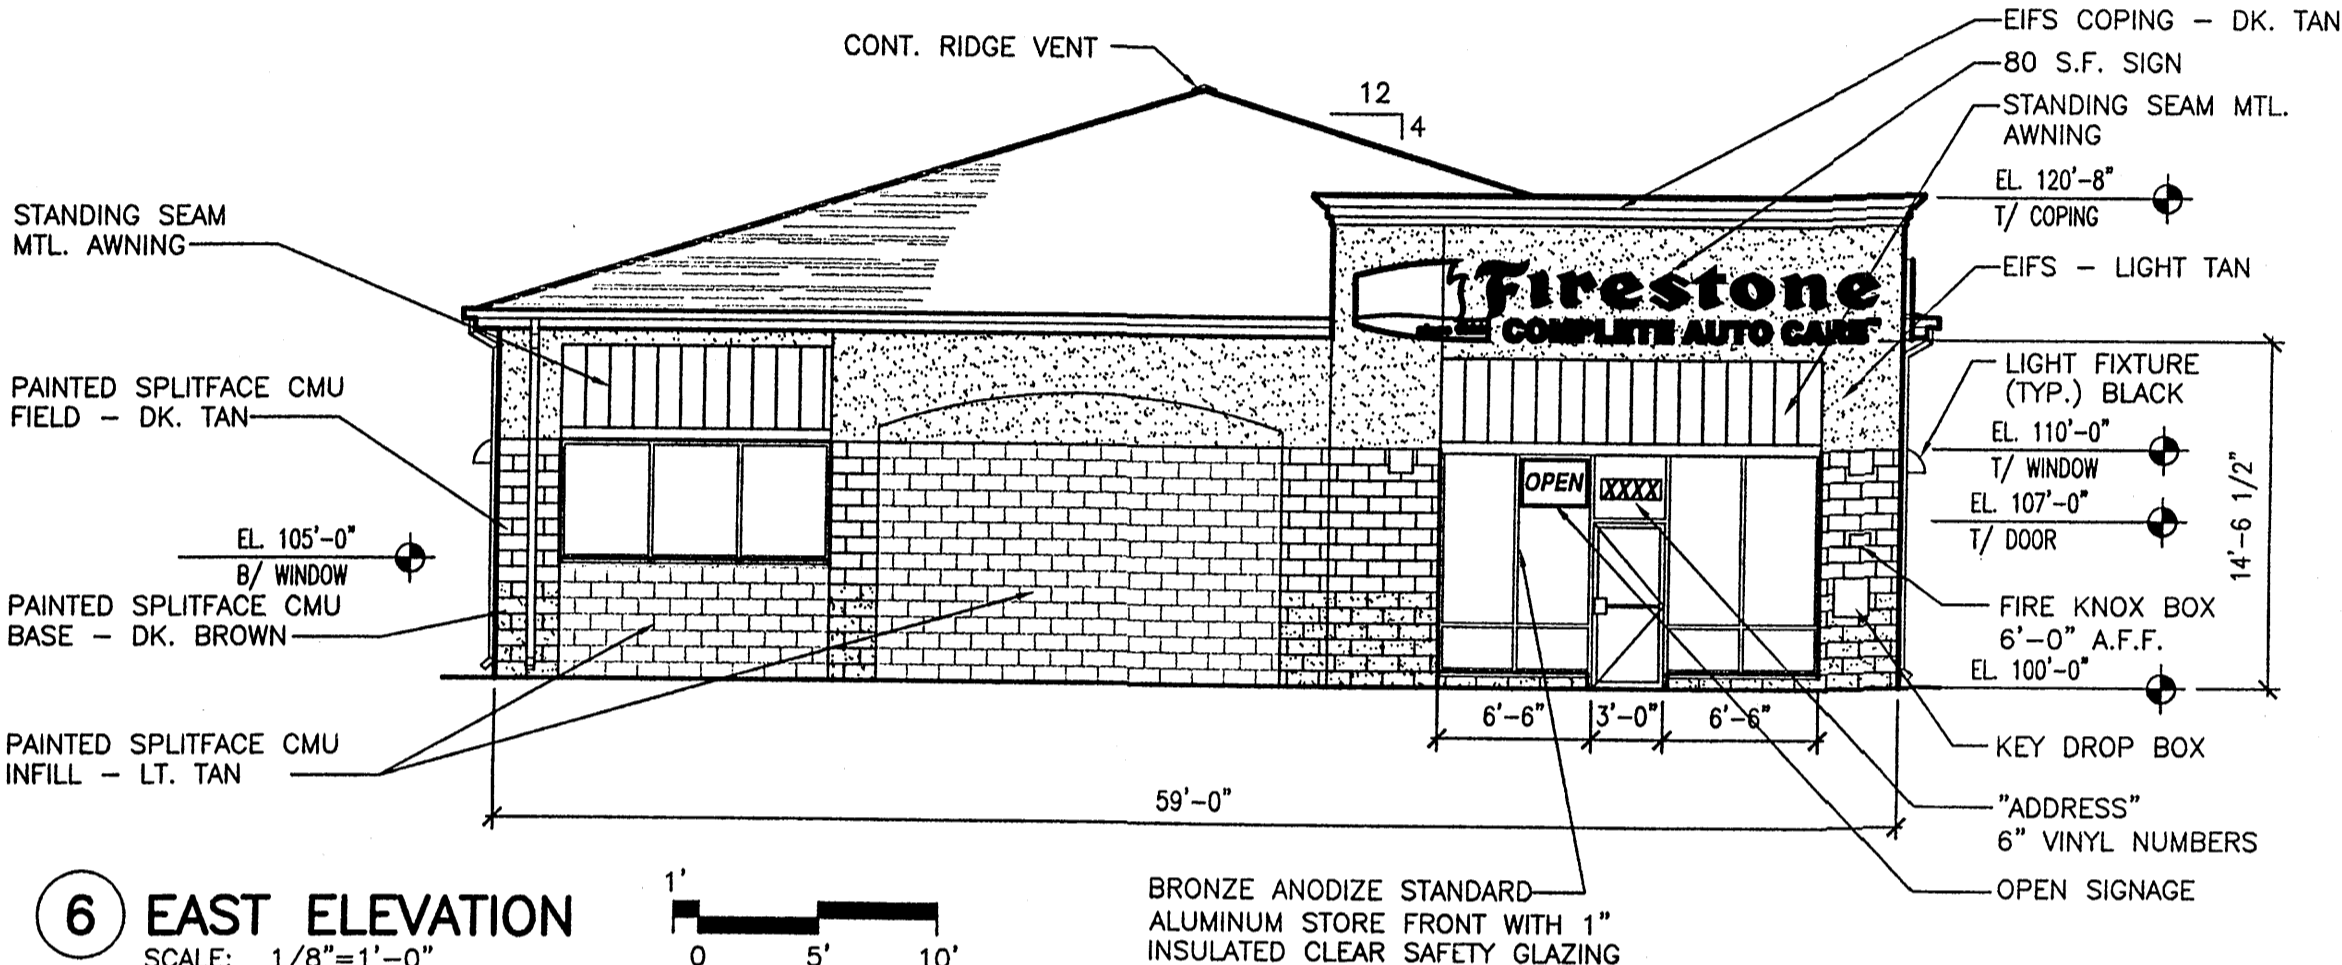 CONT. RIDGE VENT
12
4
EIFS COPING – DK. TAN
80 S.F. SIGN
STANDING SEAM MTL.
AWNING
EL. 120'-8"
T/ COPING
STANDING SEAM
MTL. AWNING
EIFS – LIGHT TAN
Firestone
COMPLETE AUTO CARE
PAINTED SPLITFACE CMU
FIELD – DK. TAN
LIGHT FIXTURE
(TYP.) BLACK
EL. 110'-0"
T/ WINDOW
OPEN
XXXX
EL. 107'-0"
T/ DOOR
14'-6 1/2"
EL. 105'-0"
B/ WINDOW
PAINTED SPLITFACE CMU
BASE – DK. BROWN
FIRE KNOX BOX
6'-0" A.F.F.
EL. 100'-0"
6'-6"
3'-0"
6'-6"
PAINTED SPLITFACE CMU
INFILL – LT. TAN
KEY DROP BOX
59'-0"
"ADDRESS"
6" VINYL NUMBERS
OPEN SIGNAGE
BRONZE ANODIZE STANDARD
ALUMINUM STORE FRONT WITH 1"
INSULATED CLEAR SAFETY GLAZING
6 EAST ELEVATION
SCALE: 1/8"=1'-0"
1'
0 5' 10'